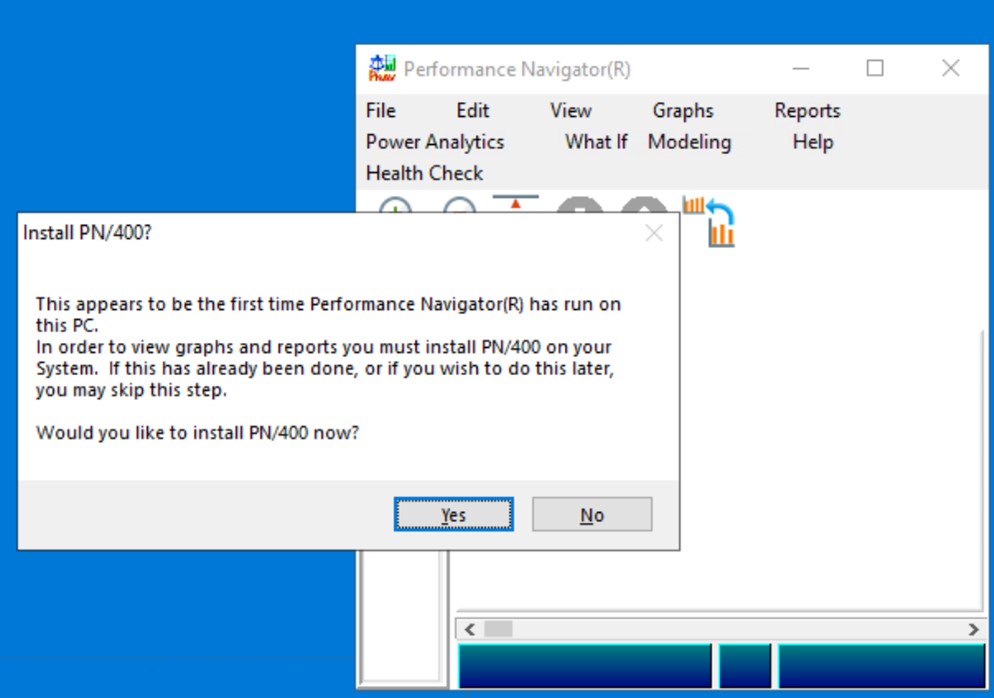 Performance Navigator(R)
File Edit View Graphs Reports
Power Analytics What If Modeling Help
Health Check
Install PN/400?
This appears to be the first time Performance Navigator(R) has run on
this PC.
In order to view graphs and reports you must install PN/400 on your
System. If this has already been done, or if you wish to do this later,
you may skip this step.
Would you like to install PN/400 now?
Yes No